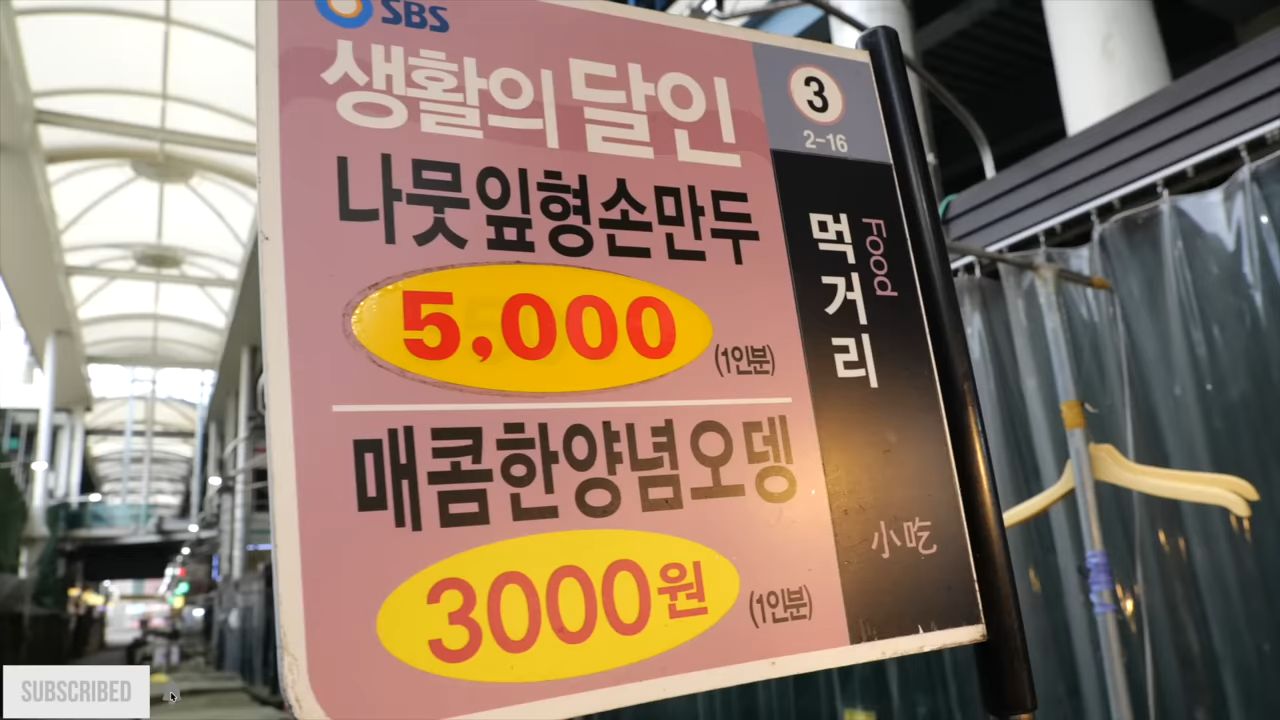 SBS
생활의 달인
나뭇잎형손만두
5,000
(1인분)
매콤한양념오뎅
3000원
(1인분)
3
2-16
먹거리
Food
小吃
SUBSCRIBED